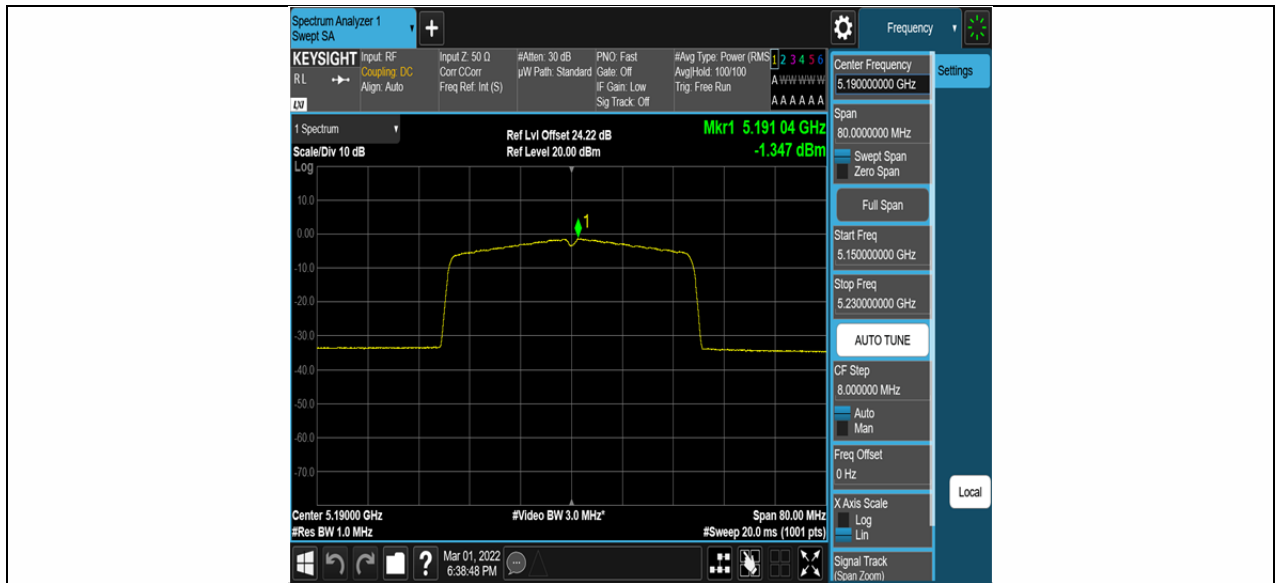 Spectrum Analyzer 1
Swept SA
+
Frequency
KEYSIGHT
RL
LXI
Input: RF
Coupling: DC
Align: Auto
Input Z: 50 Ω
Corr CCorr
Freq Ref: Int (S)
#Atten: 30 dB
µW Path: Standard
PNO: Fast
Gate: Off
IF Gain: Low
Sig Track: Off
#Avg Type: Power (RMS
Avg|Hold: 100/100
Trig: Free Run
1 2 3 4 5 6
A W W W W W
A A A A A A
1 Spectrum
Scale/Div 10 dB
Log
Ref Lvl Offset 24.22 dB
Ref Level 20.00 dBm
Mkr1 5.191 04 GHz
-1.347 dBm
1
10.0
0.00
-10.0
-20.0
-30.0
-40.0
-50.0
-60.0
-70.0
Center 5.19000 GHz
#Res BW 1.0 MHz
#Video BW 3.0 MHz*
Span 80.00 MHz
#Sweep 20.0 ms (1001 pts)
?
Mar 01, 2022
6:38:48 PM
Center Frequency
5.190000000 GHz
Settings
Span
80.0000000 MHz
Swept Span
Zero Span
Full Span
Start Freq
5.150000000 GHz
Stop Freq
5.230000000 GHz
AUTO TUNE
CF Step
8.000000 MHz
Auto
Man
Freq Offset
0 Hz
X Axis Scale
Log
Lin
Local
Signal Track
(Span Zoom)